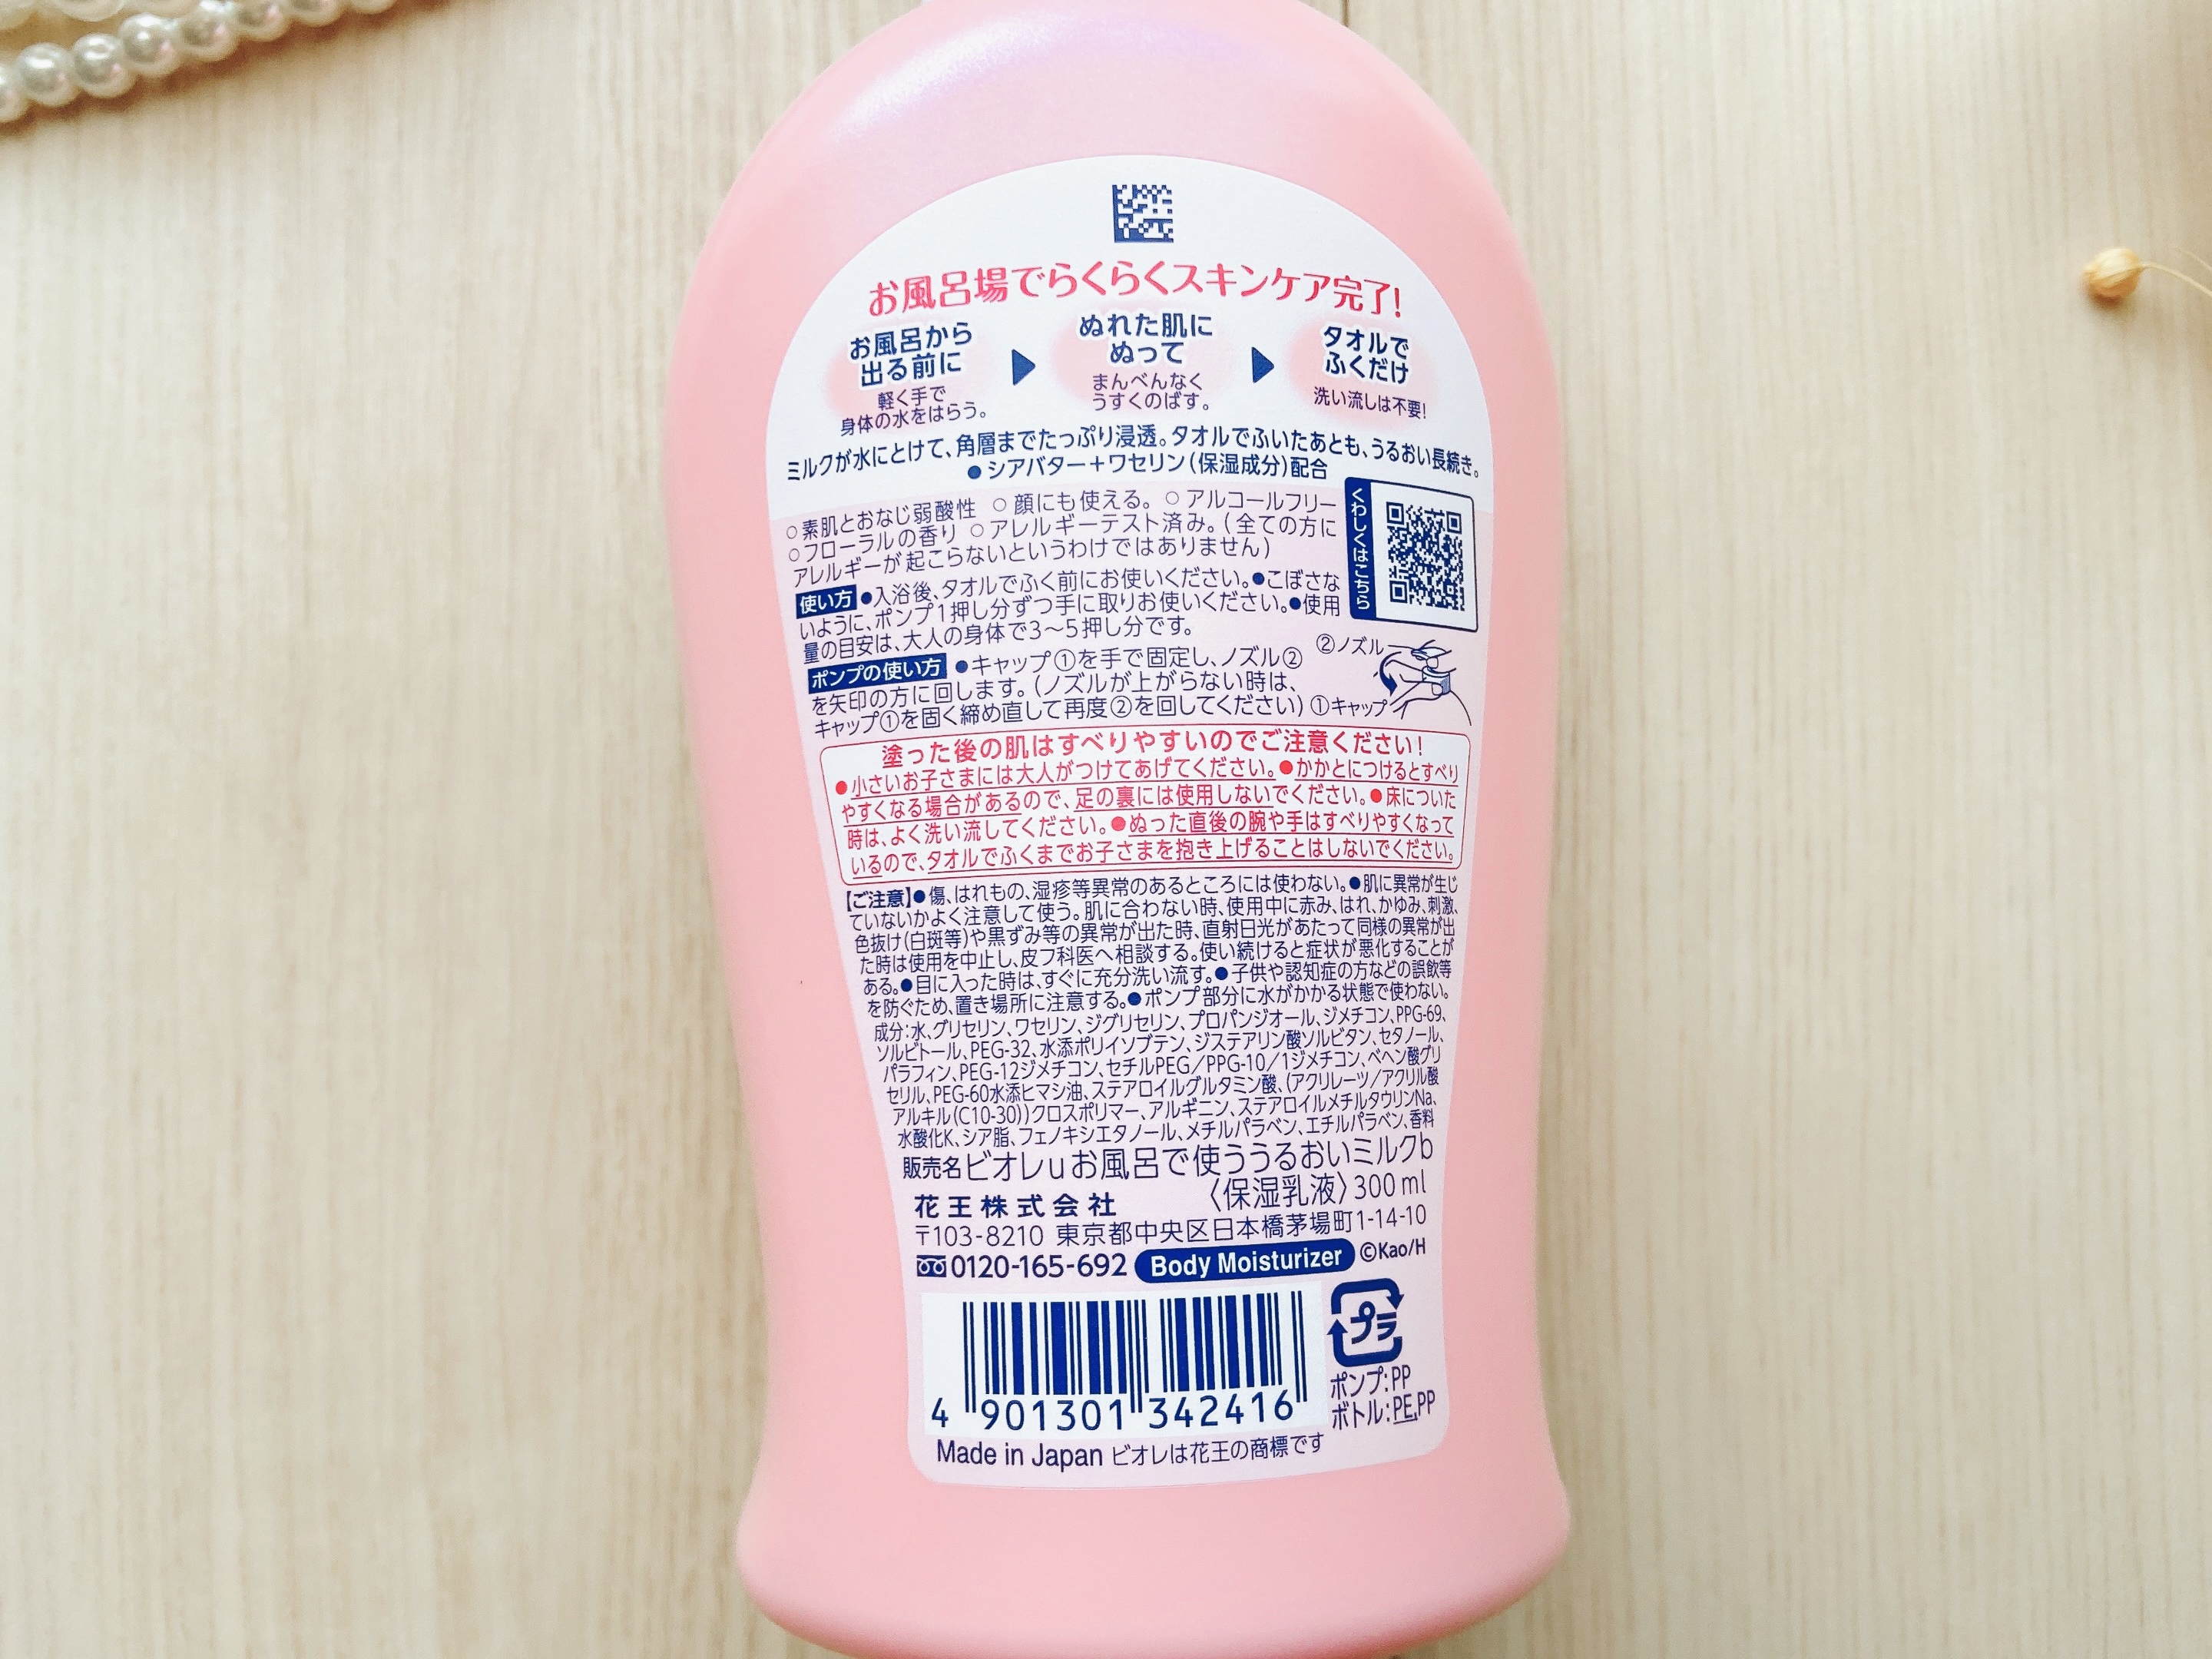 お風呂場でらくらくスキンケア完了!
お風呂から
出る前に
軽く手で
身体の水をはらう。
ぬれた肌に
ぬって
まんべんなく
うすくのばす。
タオルで
ふくだけ
洗い流しは不要!
ミルクが水にとけて、角層までたっぷり浸透。タオルでふいたあとも、うるおい長続き。
●シアバター+ワセリン(保湿成分)配合
○素肌とおなじ弱酸性 ○顔にも使える。○アルコールフリー
○フローラルの香り ○アレルギーテスト済み。(全ての方に
アレルギーが起こらないというわけではありません)
くわしくはこちら
使い方 ●入浴後、タオルでふく前にお使いください。●こぼさな
いように、ポンプ1押し分ずつ手に取りお使いください。●使用
量の目安は、大人の身体で3〜5押し分です。
ポンプの使い方 ●キャップ①を手で固定し、ノズル②
を矢印の方に回します。(ノズルが上がらない時は、
キャップ①を固く締め直して再度②を回してください)
②ノズル
①キャップ
塗った後の肌はすべりやすいのでご注意ください!
●小さいお子さまには大人がつけてあげてください。●かかとにつけるとすべり
やすくなる場合があるので、足の裏には使用しないでください。●床についた
時は、よく洗い流してください。●ぬった直後の腕や手はすべりやすくなって
いるので、タオルでふくまでお子さまを抱き上げることはしないでください。
【ご注意】●傷、はれもの、湿疹等異常のあるところには使わない。●肌に異常が生じ
ていないかよく注意して使う。肌に合わない時、使用中に赤み、はれ、かゆみ、刺激、
色抜け(白斑等)や黒ずみ等の異常が出た時、直射日光があたって同様の異常が出
た時は使用を中止し、皮フ科医へ相談する。使い続けると症状が悪化することが
ある。●目に入った時は、すぐに充分洗い流す。●子供や認知症の方などの誤飲等
を防ぐため、置き場所に注意する。●ポンプ部分に水がかかる状態で使わない。
成分:水、グリセリン、ワセリン、ジグリセリン、プロパンジオール、ジメチコン、PPG-69、
ソルビトール、PEG-32、水添ポリイソブテン、ジステアリン酸ソルビタン、セタノール、
パラフィン、PEG-12ジメチコン、セチルPEG/PPG-10/1ジメチコン、ベヘン酸グリ
セリル、PEG-60水添ヒマシ油、ステアロイルグルタミン酸、(アクリレーツ/アクリル酸
アルキル(C10-30))クロスポリマー、アルギニン、ステアロイルメチルタウリンNa、
水酸化K、シア脂、フェノキシエタノール、メチルパラベン、エチルパラベン、香料
販売名ビオレuお風呂で使ううるおいミルクb
〈保湿乳液〉300ml
花王株式会社
〒103-8210 東京都中央区日本橋茅場町1-14-10
0120-165-692 Body Moisturizer ©Kao/H
プラ
ポンプ:PP
ボトル:PE,PP
4 901301 342416
Made in Japan ビオレは花王の商標です